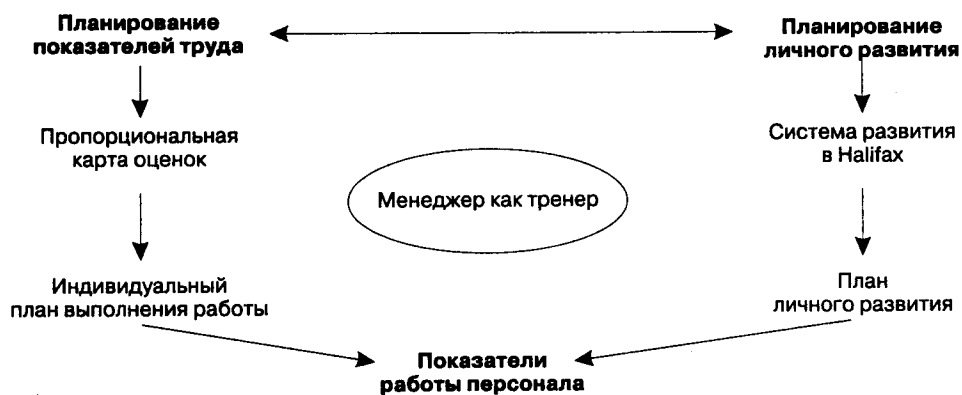 Планирование
показателей труда
Планирование
личного развития
Пропорциональная
карта оценок
Система развития
в Halifax
Менеджер как тренер
Индивидуальный
план выполнения работы
План
личного развития
Показатели
работы персонала